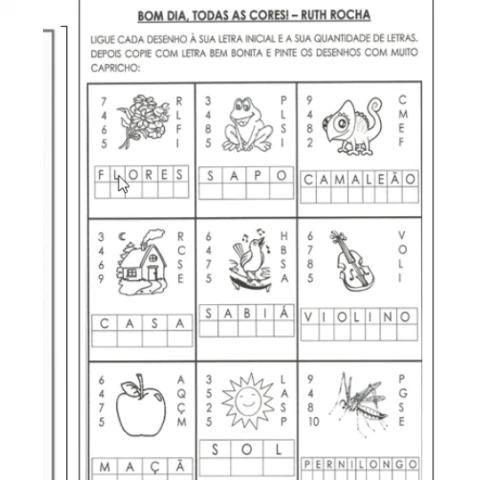 BOM DIA, TODAS AS CORES! – RUTH ROCHA
LIGUE CADA DESENHO À SUA LETRA INICIAL E A SUA QUANTIDADE DE LETRAS.
DEPOIS COPIE COM LETRA BEM BONITA E PINTE OS DESENHOS COM MUITO
CAPRICHO:
7 R
4 L
6 F
5 I
F L O R E S
3 P
4 L
8 S
5 I
S A P O
9 C
4 M
8 E
2 F
C A M A L E Ã O
3 R
4 C
6 S
9 E
C A S A
6 H
4 B
7 S
5 A
S A B I Á
6 V
7 O
8 L
5 I
V I O L I N O
6 A
4 Q
7 Ç
5 M
M A Ç Ã
3 L
5 A
2 S
5 P
S O L
9 P
4 G
8 S
10 E
P E R N I L O N G O